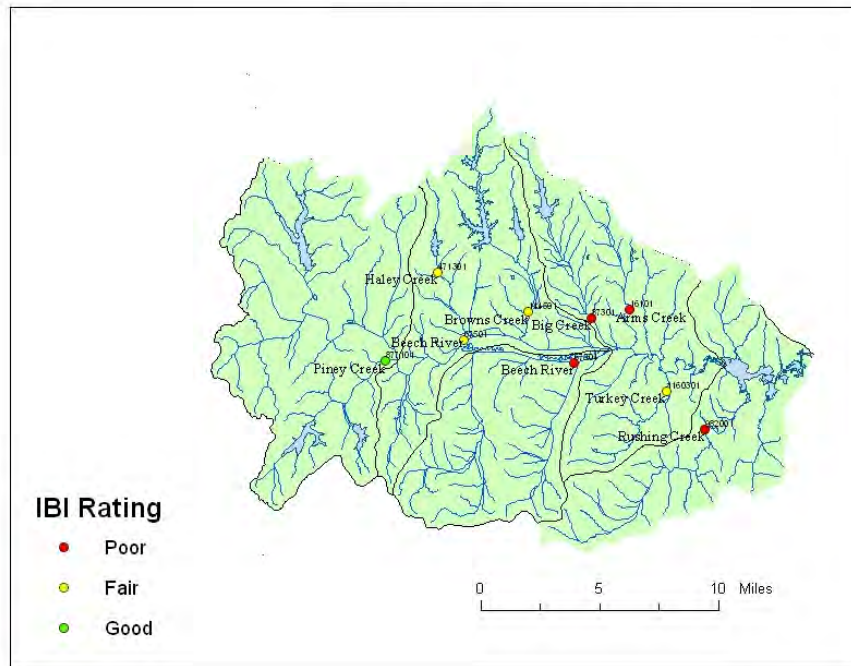 Haley Creek
Browns Creek
Big Creek
16101
Arms Creek
Beech River
Piney Creek
Beech River
Turkey Creek
Rushing Creek
IBI Rating
Poor
Fair
Good
0 5 10 Miles